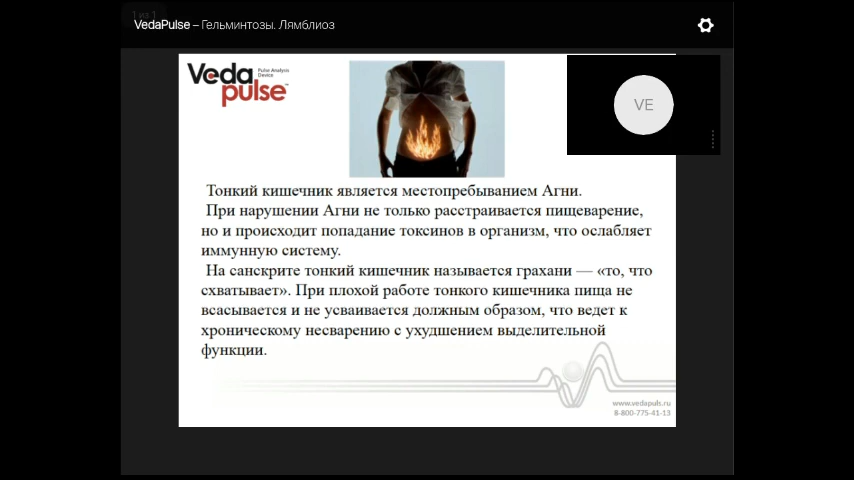 VedaPulse – Гельминтозы. Лямблиоз
Veda
Pulse Analysis
Device
pulse
VE
Тонкий кишечник является местопребыванием Агни.
При нарушении Агни не только расстраивается пищеварение,
но и происходит попадание токсинов в организм, что ослабляет
иммунную систему.
На санскрите тонкий кишечник называется грахани — «то, что
схватывает». При плохой работе тонкого кишечника пища не
всасывается и не усваивается должным образом, что ведет к
хроническому несварению с ухудшением выделительной
функции.
www.vedapuls.ru
8-800-775-41-13